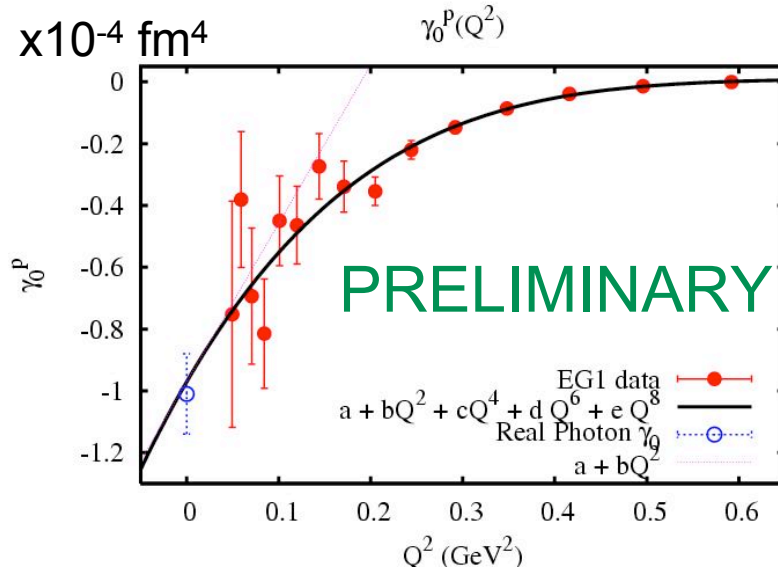 x10⁻⁴ fm⁴
γ₀ᵖ(Q²)
0
-0.2
-0.4
-0.6
-0.8
-1
-1.2
γ₀ᵖ
PRELIMINARY
EG1 data
a + bQ² + cQ⁴ + d Q⁶ + e Q⁸
Real Photon γ₀
a + bQ²
0 0.1 0.2 0.3 0.4 0.5 0.6
Q² (GeV²)